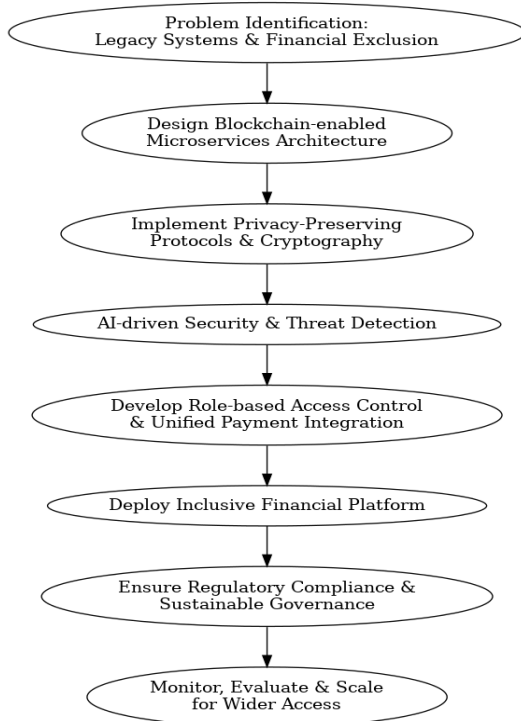 Problem Identification:
Legacy Systems & Financial Exclusion
Design Blockchain-enabled
Microservices Architecture
Implement Privacy-Preserving
Protocols & Cryptography
AI-driven Security & Threat Detection
Develop Role-based Access Control
& Unified Payment Integration
Deploy Inclusive Financial Platform
Ensure Regulatory Compliance &
Sustainable Governance
Monitor, Evaluate & Scale
for Wider Access